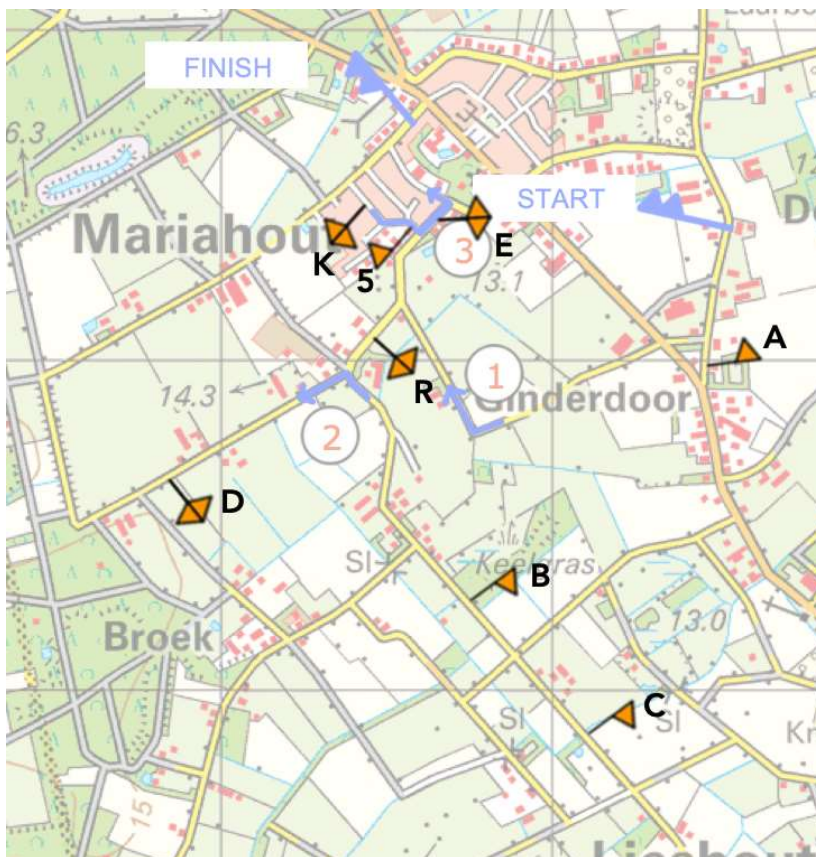 FINISH
6.3
START
Mariahout
K
5
3
E
13.1
A
14.3
R
1
Ginderdoor
2
D
Sl
Keelgras
B
13.0
Broek
C
Sl
Sl
Kr
15